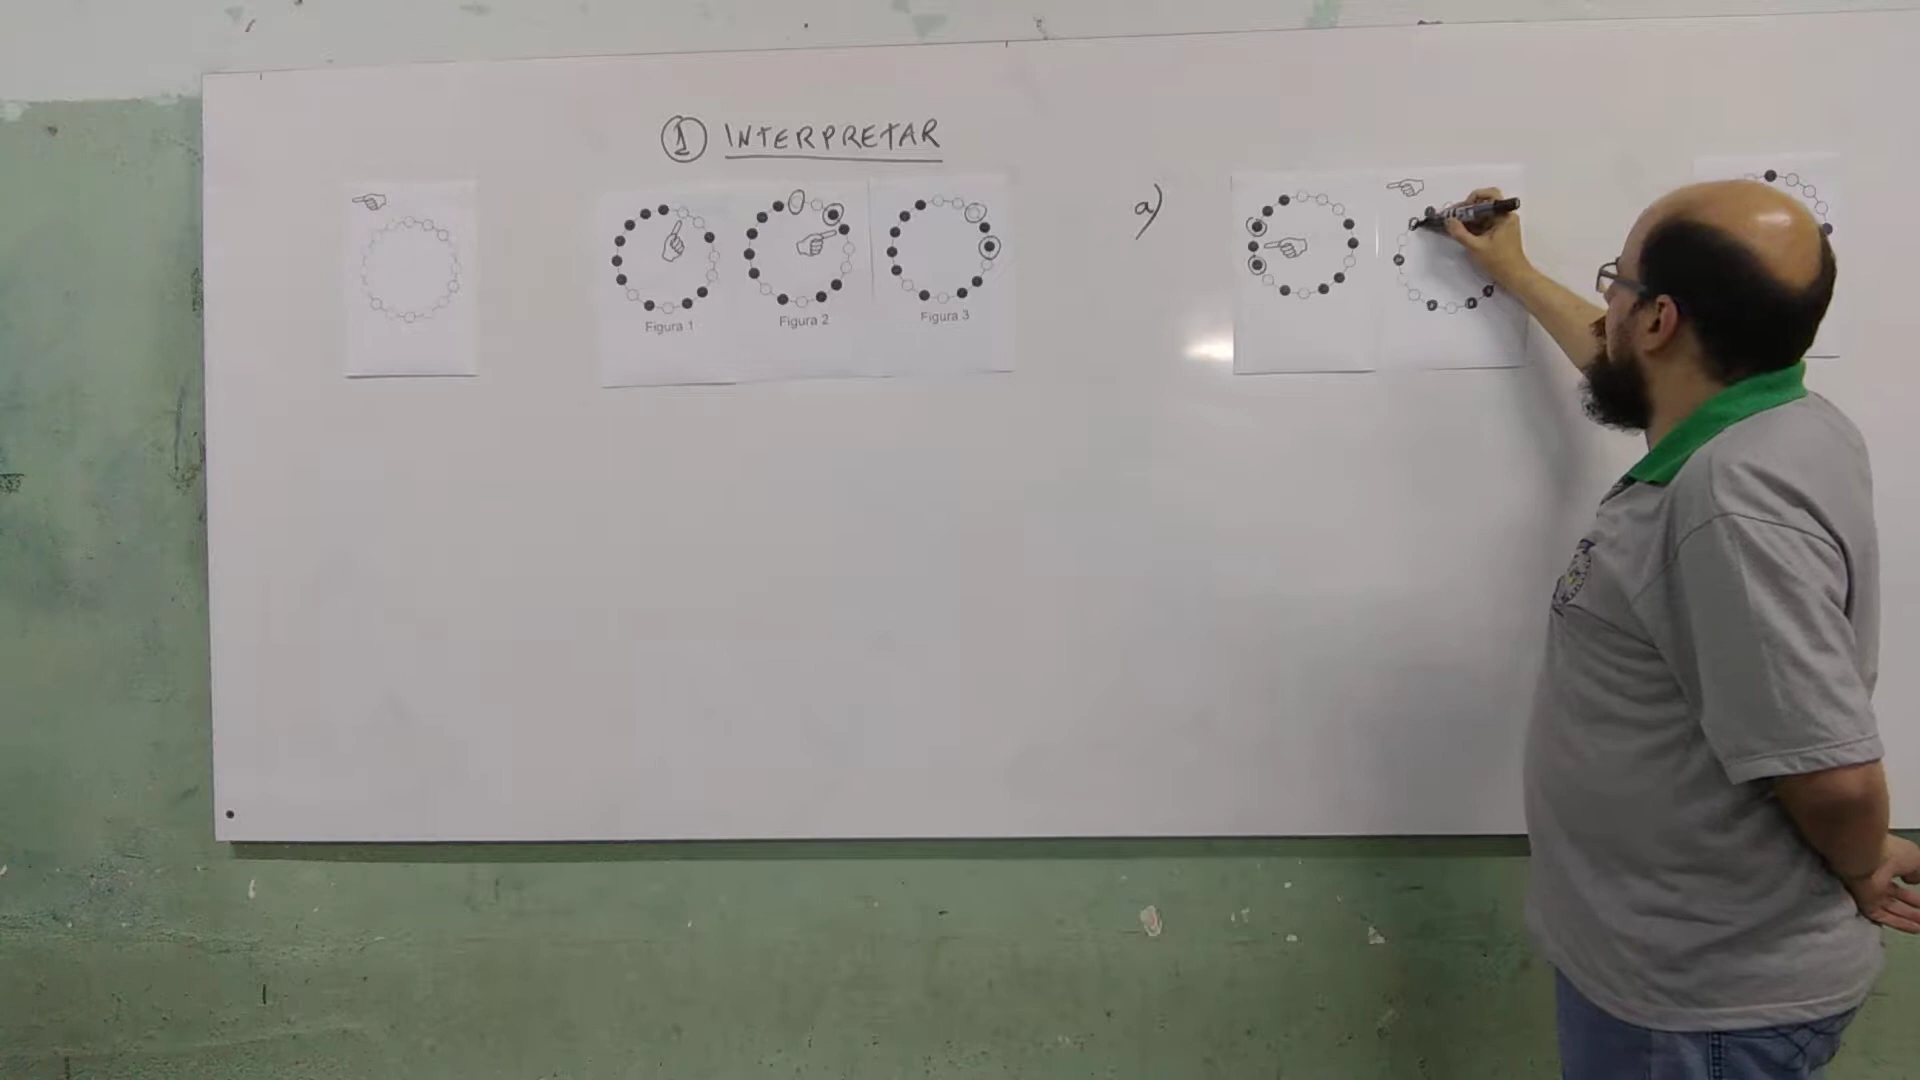 ① INTERPRETAR
a)
Figura 1
Figura 2
Figura 3